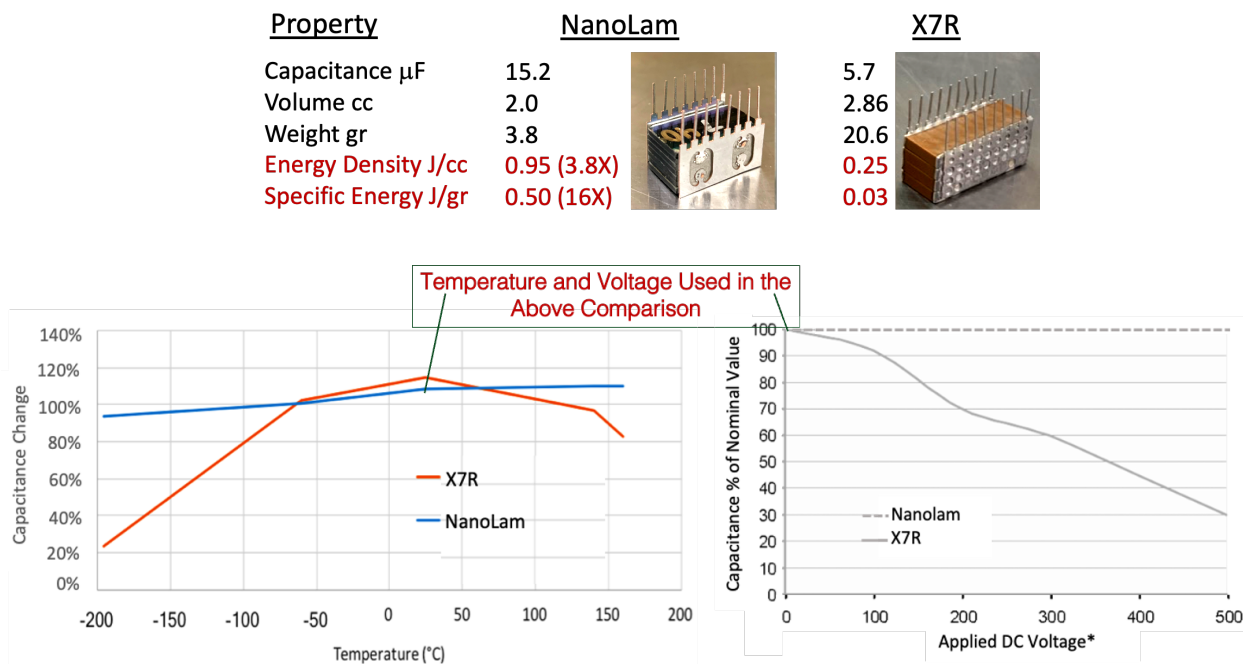 Property NanoLam X7R
Capacitance µF 15.2 5.7
Volume cc 2.0 2.86
Weight gr 3.8 20.6
Energy Density J/cc 0.95 (3.8X) 0.25
Specific Energy J/gr 0.50 (16X) 0.03
Temperature and Voltage Used in the
Above Comparison
Capacitance Change
140%
120%
100%
80%
60%
40%
20%
0%
X7R
NanoLam
-200 -150 -100 -50 0 50 100 150 200
Temperature (°C)
Capacitance % of Nominal Value
100
90
80
70
60
50
40
30
20
10
0
Nanolam
X7R
0 100 200 300 400 500
Applied DC Voltage*